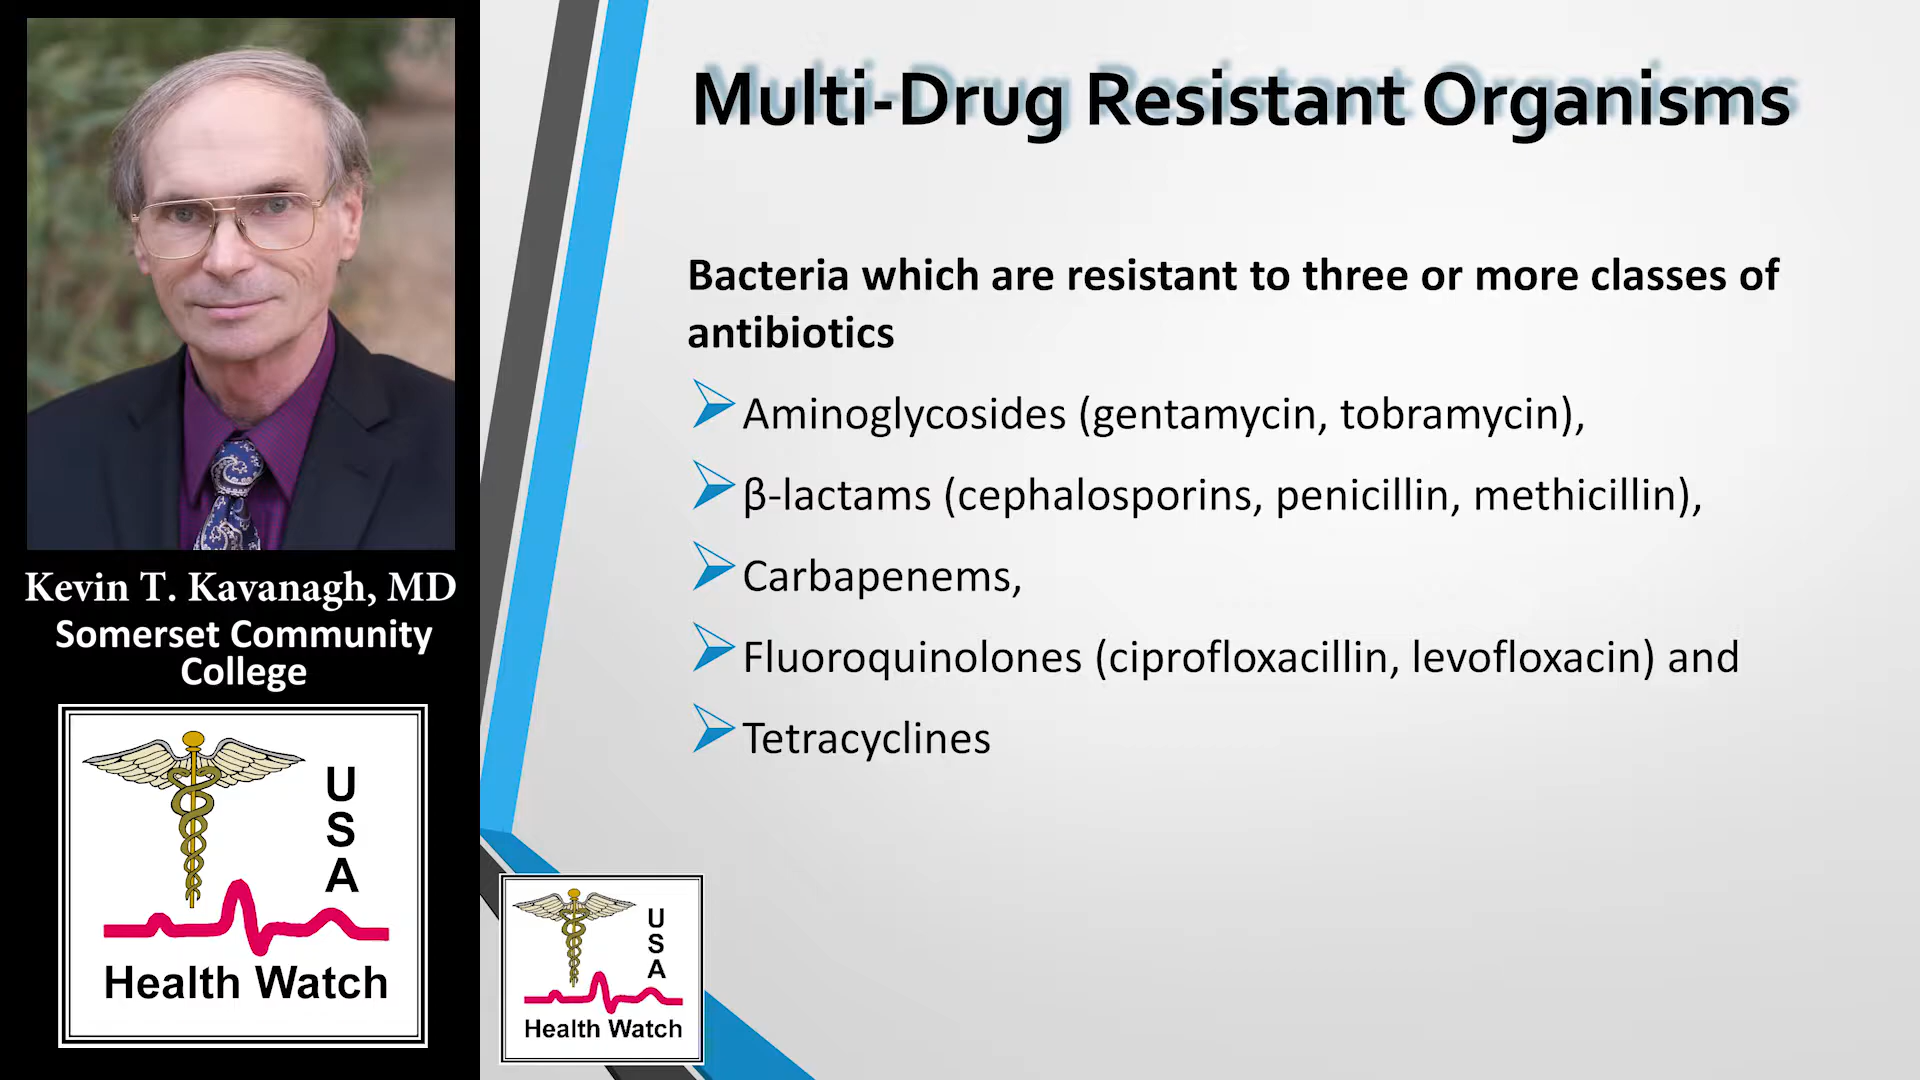 Kevin T. Kavanagh, MD
Somerset Community
College
U
S
A
Health Watch
Multi-Drug Resistant Organisms
Bacteria which are resistant to three or more classes of
antibiotics
Aminoglycosides (gentamycin, tobramycin),
β-lactams (cephalosporins, penicillin, methicillin),
Carbapenems,
Fluoroquinolones (ciprofloxacillin, levofloxacin) and
Tetracyclines
U
S
A
Health Watch